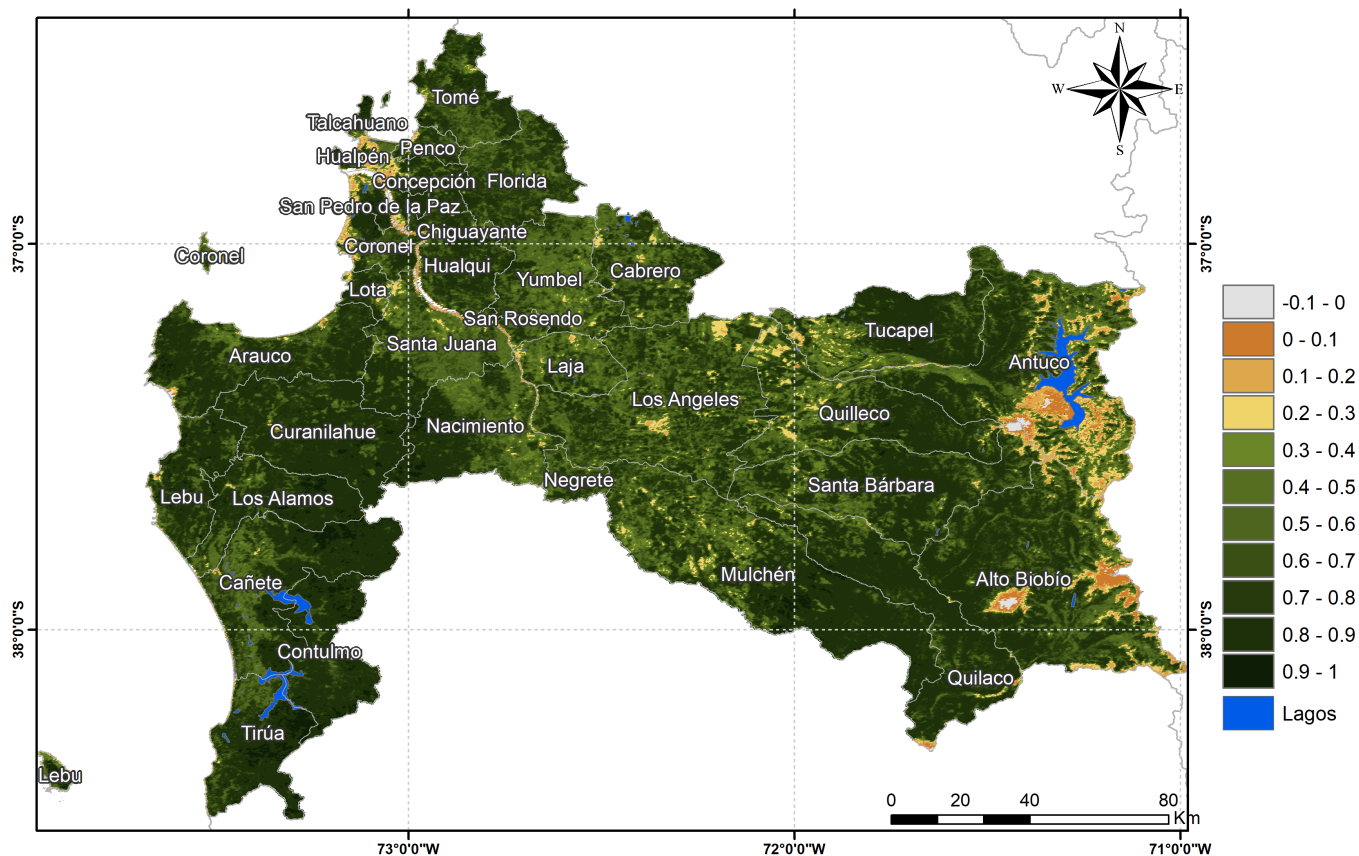 N
W
E
S
Tomé
Talcahuano
Penco
Hualpén
Concepción
Florida
San Pedro de la Paz
Chiguayante
Coronel
Coronel
Hualqui
Cabrero
Yumbel
Lota
San Rosendo
Tucapel
Santa Juana
Arauco
Antuco
Laja
Los Angeles
Quilleco
Nacimiento
Curanilahue
Negrete
Santa Bárbara
Lebu
Los Alamos
Mulchén
Alto Biobío
Cañete
Contulmo
Quilaco
Tirúa
Lebu
37°0'0"S
37°0'0"S
38°0'0"S
38°0'0"S
-0.1 - 0
0 - 0.1
0.1 - 0.2
0.2 - 0.3
0.3 - 0.4
0.4 - 0.5
0.5 - 0.6
0.6 - 0.7
0.7 - 0.8
0.8 - 0.9
0.9 - 1
Lagos
0 20 40 80
Km
73°0'0"W 72°0'0"W 71°0'0"W